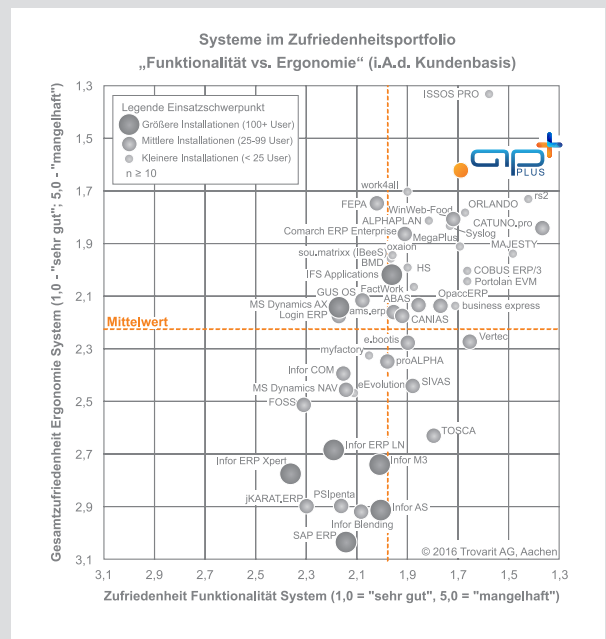 Systeme im Zufriedenheitsportfolio
„Funktionalität vs. Ergonomie“ (i.A.d. Kundenbasis)
Gesamtzufriedenheit Ergonomie System (1,0 - "sehr gut"; 5,0 - "mangelhaft")
1,3
1,5
1,7
1,9
2,1
2,3
2,5
2,7
2,9
3,1
Legende Einsatzschwerpunkt
Größere Installationen (100+ User)
Mittlere Installationen (25-99 User)
Kleinere Installationen (< 25 User)
n ≥ 10
ISSOS PRO
ap+
PLUS
work4all
rs2
FEPA
WinWeb-Food
ORLANDO
ALPHAPLAN
CATUNO.pro
Comarch ERP Enterprise
MegaPlus
Syslog
oxaion
sou.matrixx (IBeeS)
MAJESTY
BMD
HS
COBUS ERP/3
IFS Applications
Portolan EVM
GUS OS
FactWork
MS Dynamics AX
ABAS
OpaccERP
Login ERP
ams.erp
business express
CANIAS
Mittelwert
e.bootis
Vertec
myfactory
proALPHA
Infor COM
MS Dynamics NAV
eEvolution
SIVAS
FOSS
TOSCA
Infor ERP LN
Infor ERP Xpert
Infor M3
jKARAT.ERP
PSIpenta
Infor AS
Infor Blending
SAP ERP
© 2016 Trovarit AG, Aachen
3,1 2,9 2,7 2,5 2,3 2,1 1,9 1,7 1,5 1,3
Zufriedenheit Funktionalität System (1,0 = "sehr gut", 5,0 = "mangelhaft")